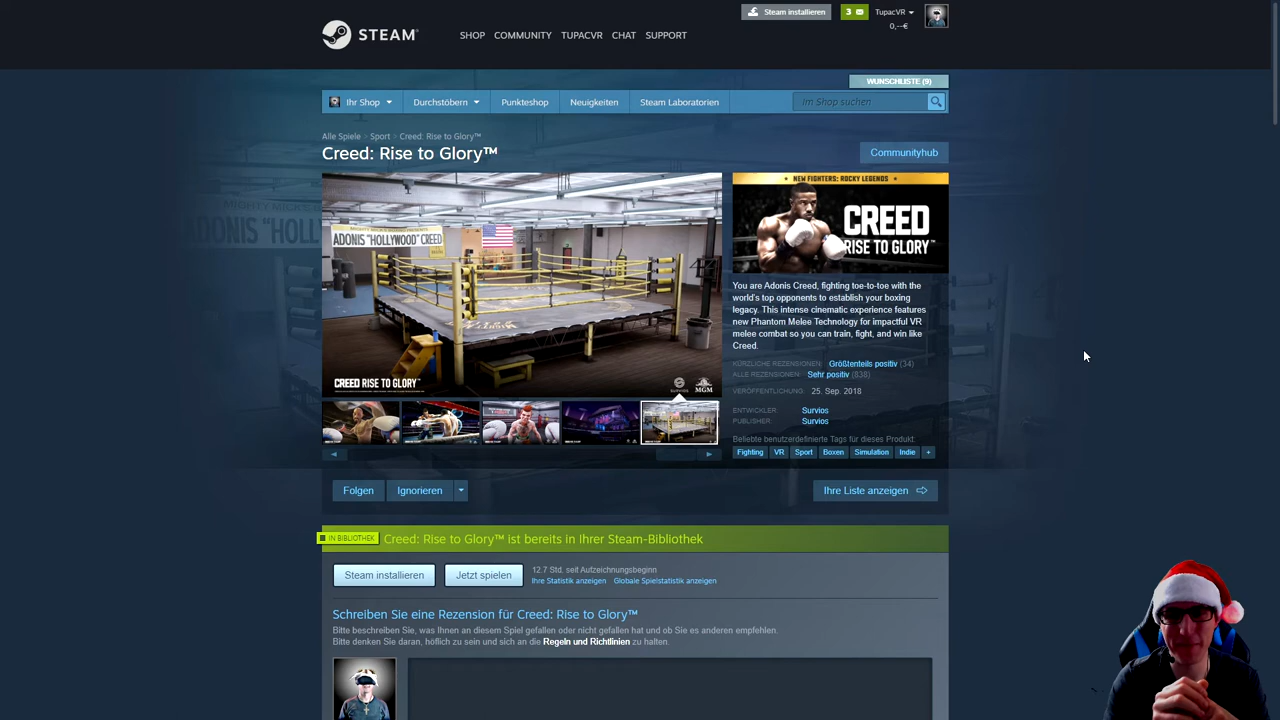 Steam installieren
3
TupacVR
0,--€
STEAM®
SHOP COMMUNITY TUPACVR CHAT SUPPORT
WUNSCHLISTE (9)
Ihr Shop Durchstöbern Punkteshop Neuigkeiten Steam Laboratorien Im Shop suchen
Alle Spiele > Sport > Creed: Rise to Glory™
Creed: Rise to Glory™
Communityhub
MIGHTY MICK'S BOXING
ADONIS "HOLLYWOOD" CREED
CREED RISE TO GLORY™
SURVIOS MGM
NEW FIGHTERS: ROCKY LEGENDS
CREED
RISE TO GLORY™
You are Adonis Creed, fighting toe-to-toe with the
world's top opponents to establish your boxing
legacy. This intense cinematic experience features
new Phantom Melee Technology for impactful VR
melee combat so you can train, fight, and win like
Creed.
KÜRZLICHE REZENSIONEN: Größtenteils positiv (34)
ALLE REZENSIONEN: Sehr positiv (838)
VERÖFFENTLICHUNG: 25. Sep. 2018
ENTWICKLER: Survios
PUBLISHER: Survios
Beliebte benutzerdefinierte Tags für dieses Produkt:
Fighting VR Sport Boxen Simulation Indie +
Folgen Ignorieren Ihre Liste anzeigen
IN BIBLIOTHEK Creed: Rise to Glory™ ist bereits in Ihrer Steam-Bibliothek
Steam installieren Jetzt spielen
12.7 Std. seit Aufzeichnungsbeginn
Ihre Statistik anzeigen Globale Spielstatistik anzeigen
Schreiben Sie eine Rezension für Creed: Rise to Glory™
Bitte beschreiben Sie, was Ihnen an diesem Spiel gefallen oder nicht gefallen hat und ob Sie es anderen empfehlen.
Bitte denken Sie daran, höflich zu sein und sich an die Regeln und Richtlinien zu halten.